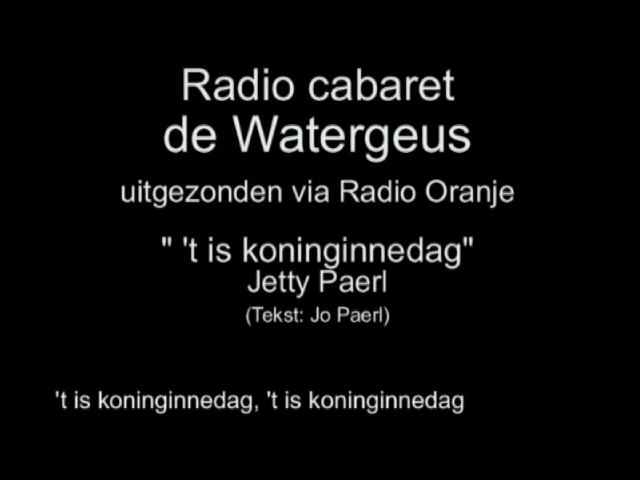 Radio cabaret
de Watergeus
uitgezonden via Radio Oranje
" 't is koninginnedag"
Jetty Paerl
(Tekst: Jo Paerl)
't is koninginnedag, 't is koninginnedag